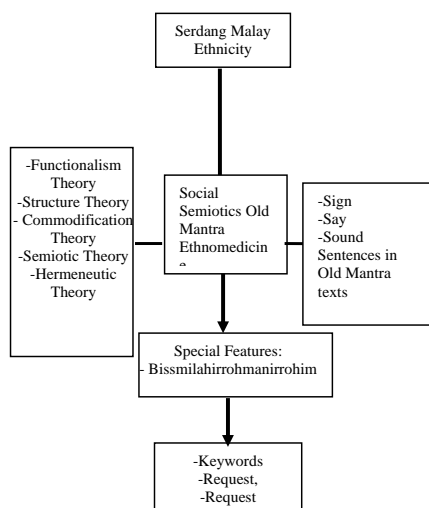 Serdang Malay
Ethnicity
-Functionalism
Theory
-Structure Theory
- Commodification
Theory
-Semiotic Theory
-Hermeneutic
Theory
Social
Semiotics Old
Mantra
Ethnomedicin
e
-Sign
-Say
-Sound
Sentences in
Old Mantra
texts
Special Features:
- Bissmilahirrohmanirrohim
-Keywords
-Request,
-Request